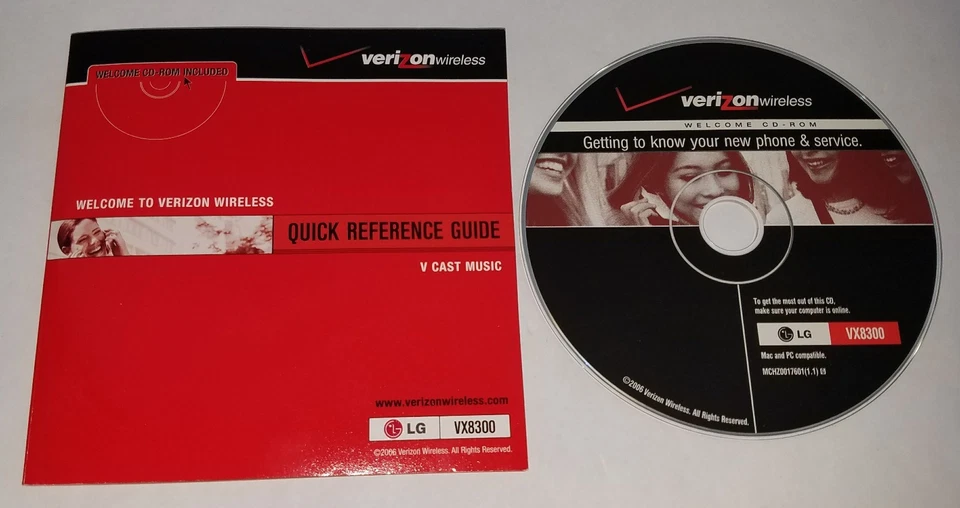 verizonwireless
WELCOME CD-ROM INCLUDED
WELCOME TO VERIZON WIRELESS
QUICK REFERENCE GUIDE
V CAST MUSIC
www.verizonwireless.com
LG VX8300
©2006 Verizon Wireless. All Rights Reserved.
verizonwireless
WELCOME CD-ROM
Getting to know your new phone & service.
To get the most out of this CD,
make sure your computer is online.
LG VX8300
Mac and PC compatible.
MCHZ0017601(1.1)
©2006 Verizon Wireless. All Rights Reserved.